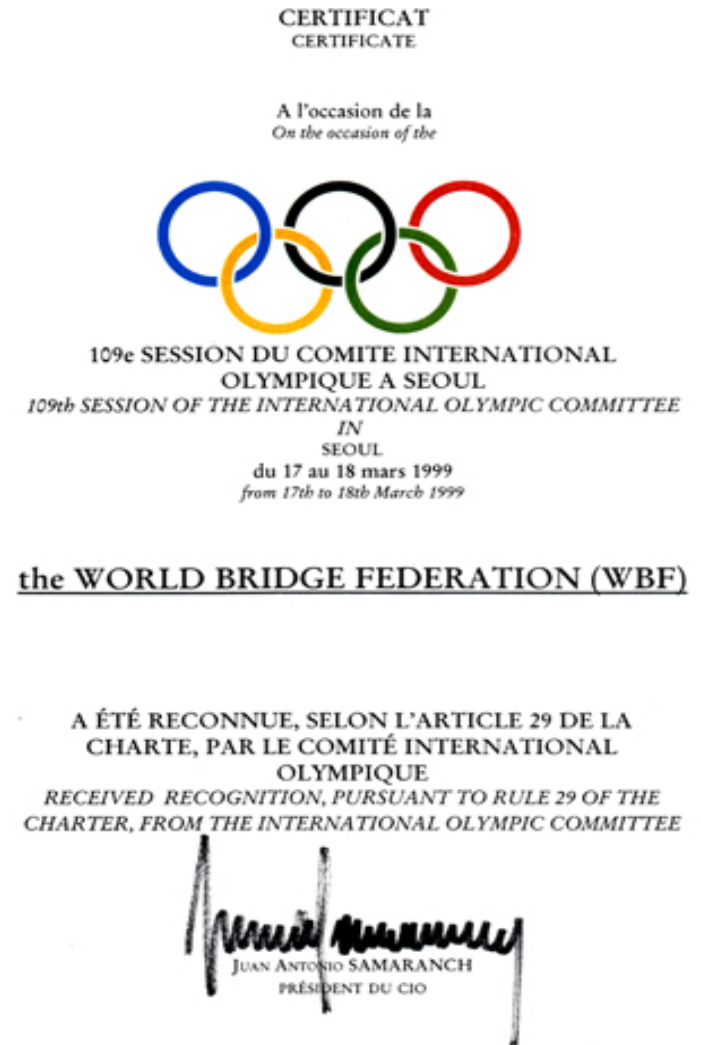 CERTIFICAT
CERTIFICATE
A l'occasion de la
On the occasion of the
109e SESSION DU COMITE INTERNATIONAL
OLYMPIQUE A SEOUL
109th SESSION OF THE INTERNATIONAL OLYMPIC COMMITTEE
IN
SEOUL
du 17 au 18 mars 1999
from 17th to 18th March 1999
the WORLD BRIDGE FEDERATION (WBF)
A ÉTÉ RECONNUE, SELON L'ARTICLE 29 DE LA
CHARTE, PAR LE COMITÉ INTERNATIONAL
OLYMPIQUE
RECEIVED RECOGNITION, PURSUANT TO RULE 29 OF THE
CHARTER, FROM THE INTERNATIONAL OLYMPIC COMMITTEE
JUAN ANTONIO SAMARANCH
PRÉSIDENT DU CIO